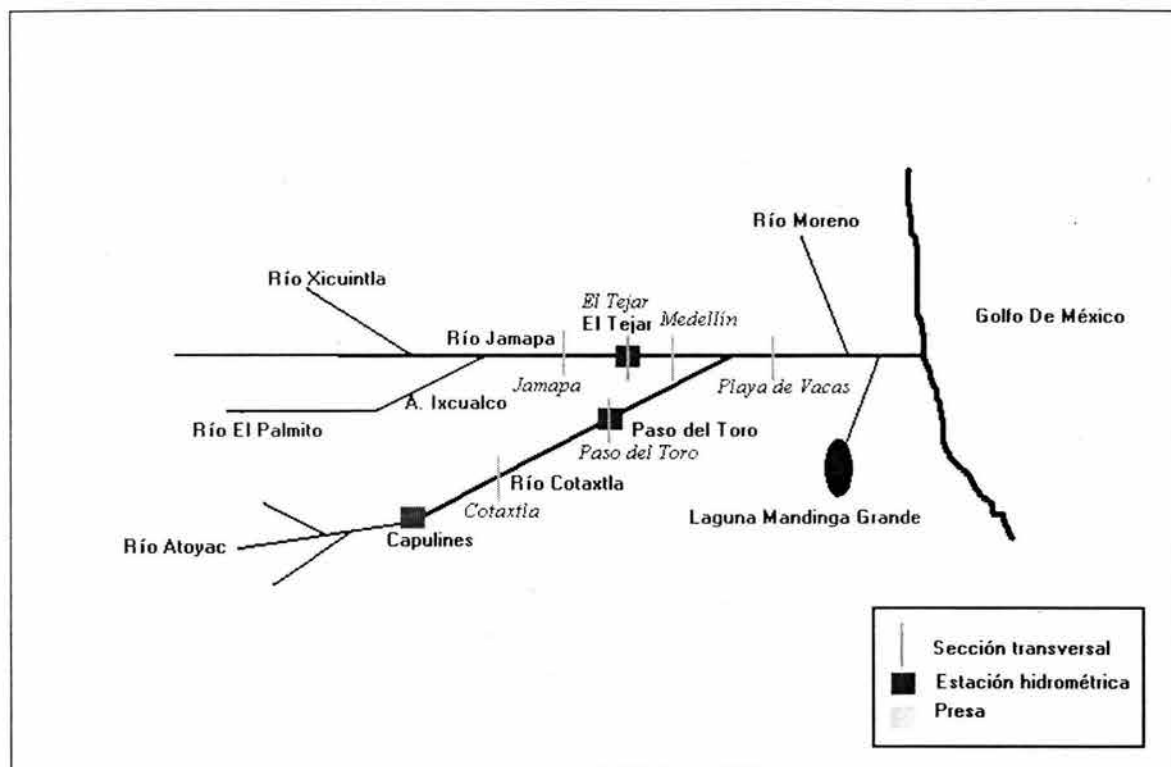 Río Moreno
Río Xicuintla
El Tejar
El Tejar
Medellín
Golfo De México
Río Jamapa
Jamapa
Playa de Vacas
A. Ixcualco
Río El Palmito
Paso del Toro
Paso del Toro
Río Cotaxtla
Cotaxtla
Laguna Mandinga Grande
Capulines
Río Atoyac
Sección transversal
Estación hidrométrica
Presa